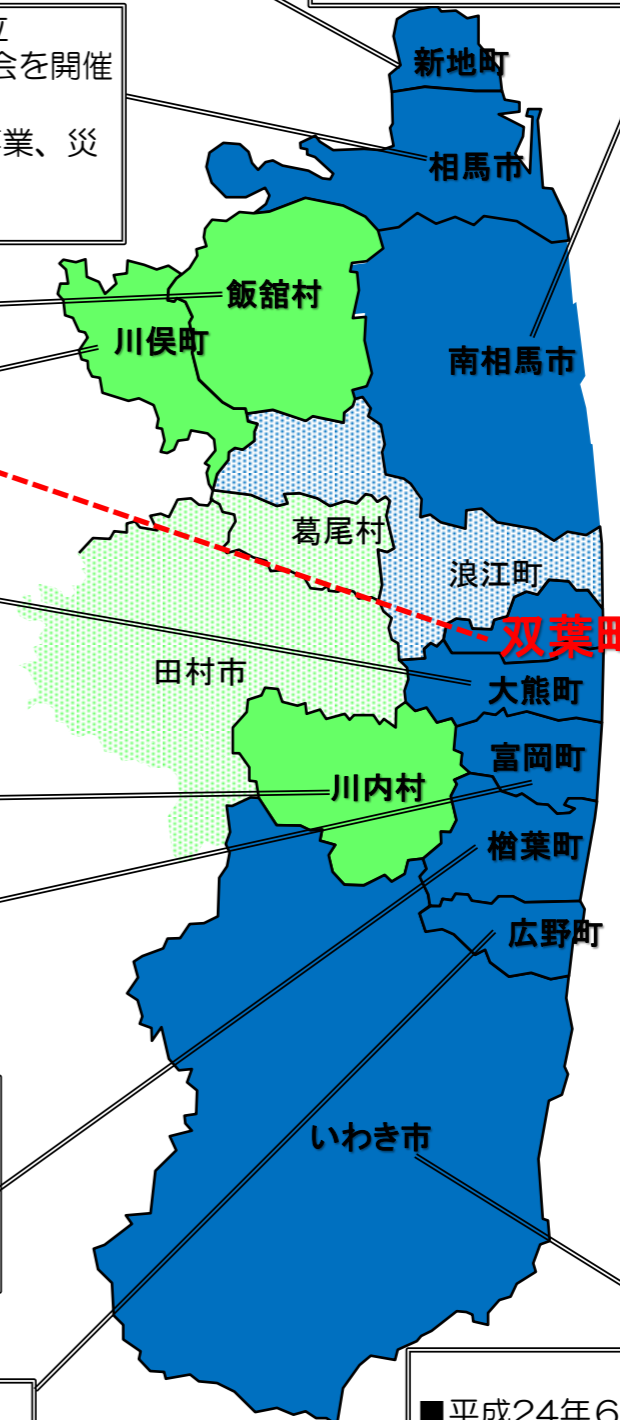 立
会を開催
業、災
新地町
相馬市
飯舘村
川俣町
南相馬市
葛尾村
浪江町
双葉町
大熊町
田村市
富岡町
川内村
楢葉町
広野町
いわき市
■平成24年6